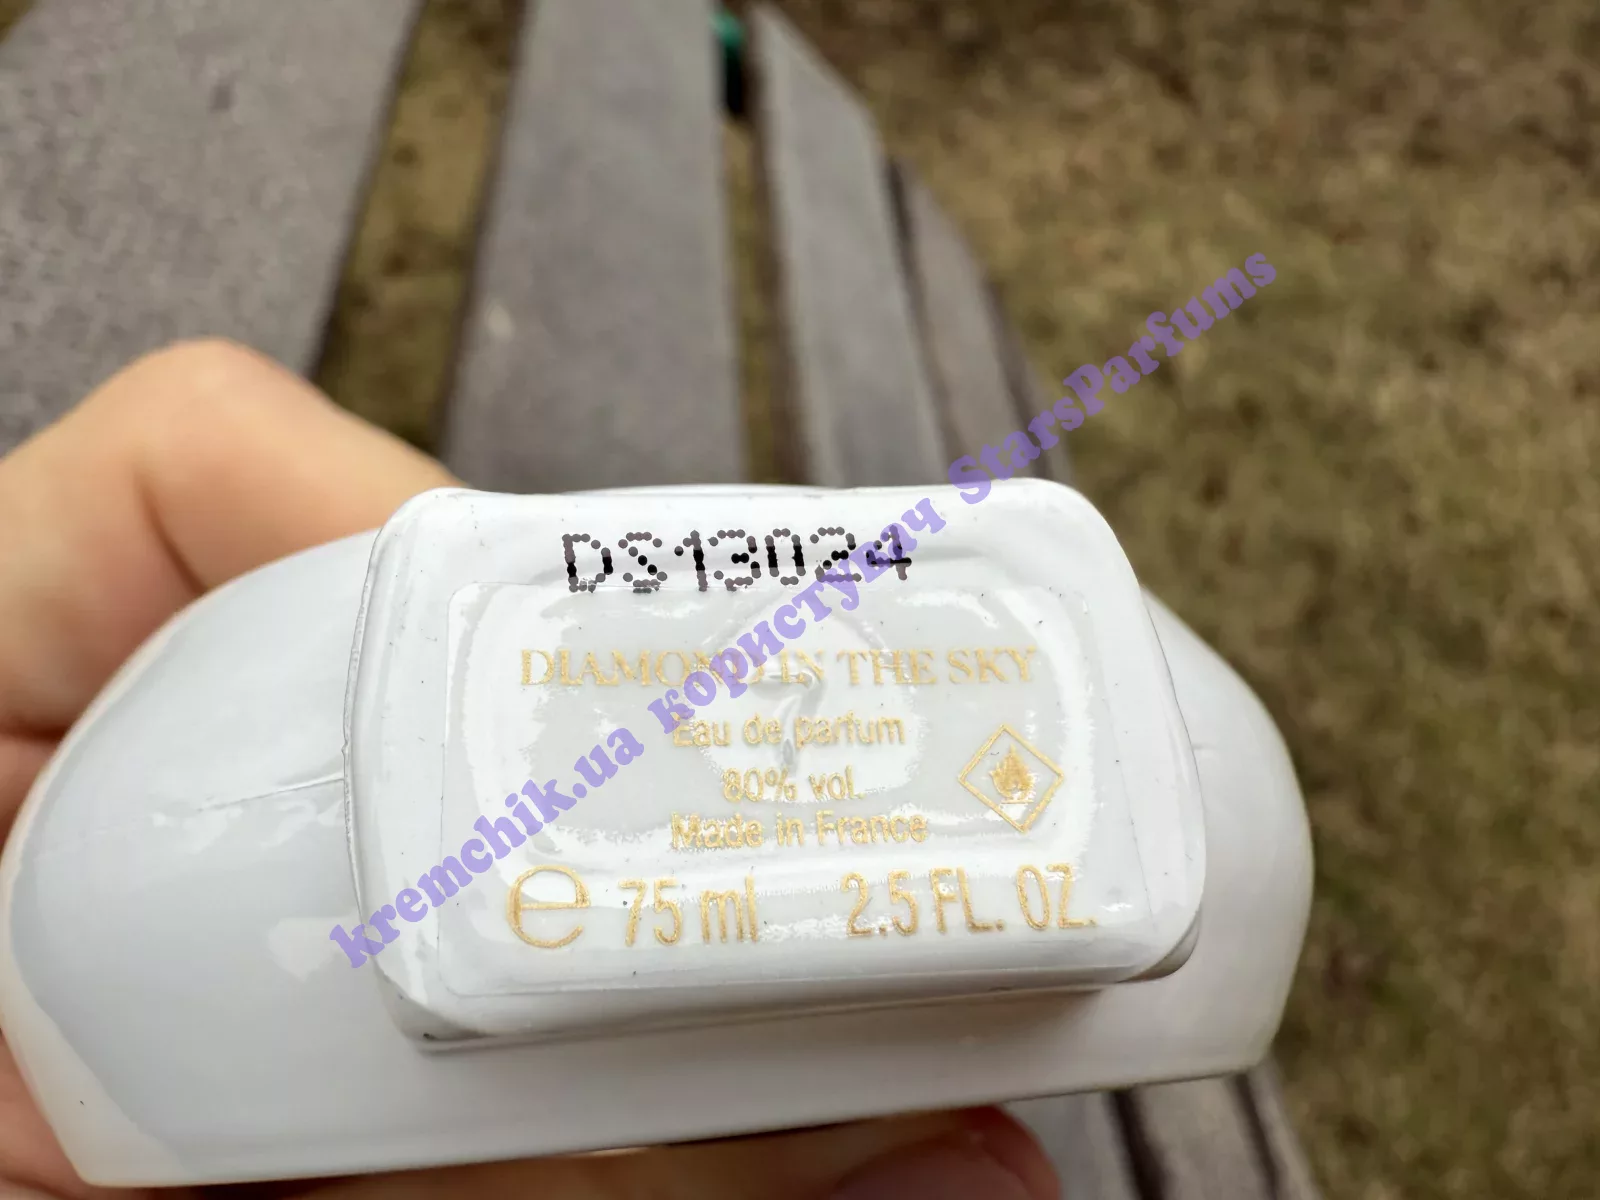 DS13024
DIAMOND IN THE SKY
Eau de parfum
80% vol.
Made in France
e 75 ml 2.5 FL. OZ.
kremchik.ua користувач StarsParfums